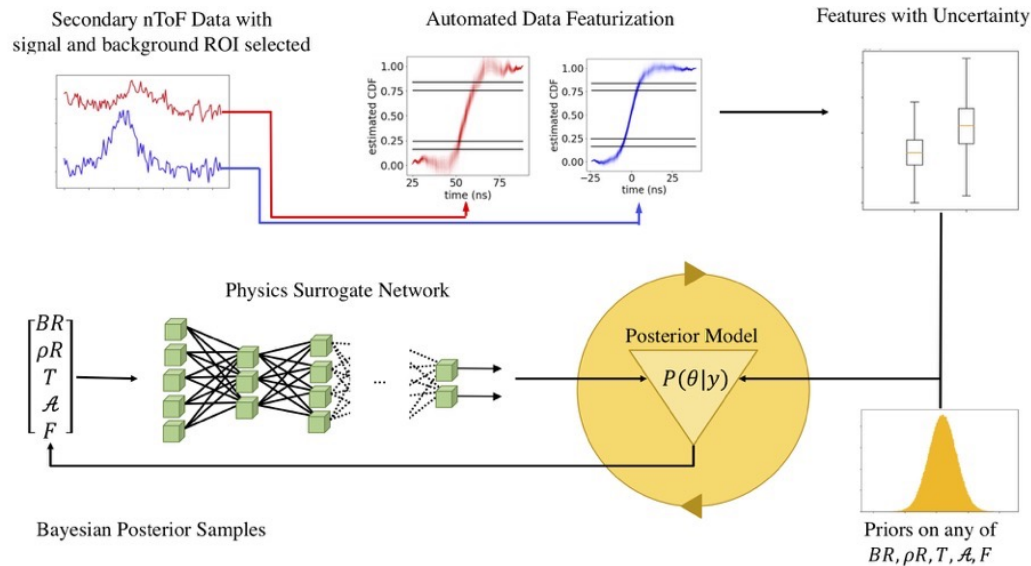 Secondary nToF Data with
signal and background ROI selected
Automated Data Featurization
Features with Uncertainty
estimated CDF
1.00
0.75
0.50
0.25
0.00
25
50
75
time (ns)
estimated CDF
1.00
0.75
0.50
0.25
0.00
−25
0
25
time (ns)
Physics Surrogate Network
BR
ρR
T
𝒜
F
...
Posterior Model
P(θ|y)
Bayesian Posterior Samples
Priors on any of
BR, ρR, T, 𝒜, F